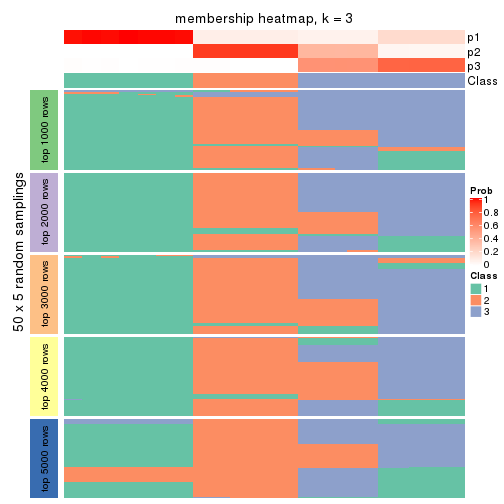 membership heatmap, k = 3
p1
p2
p3
Class
50 x 5 random samplings
top 1000 rows
top 2000 rows
top 3000 rows
top 4000 rows
top 5000 rows
Prob
1
0.8
0.6
0.4
0.2
0
Class
1
2
3